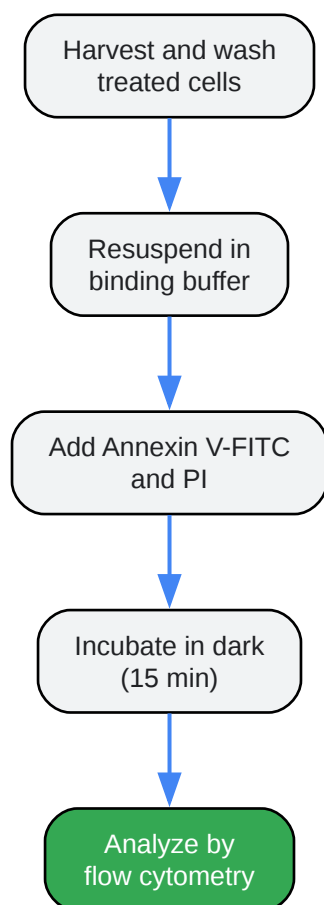 Harvest and wash
treated cells
Resuspend in
binding buffer
Add Annexin V-FITC
and PI
Incubate in dark
(15 min)
Analyze by
flow cytometry